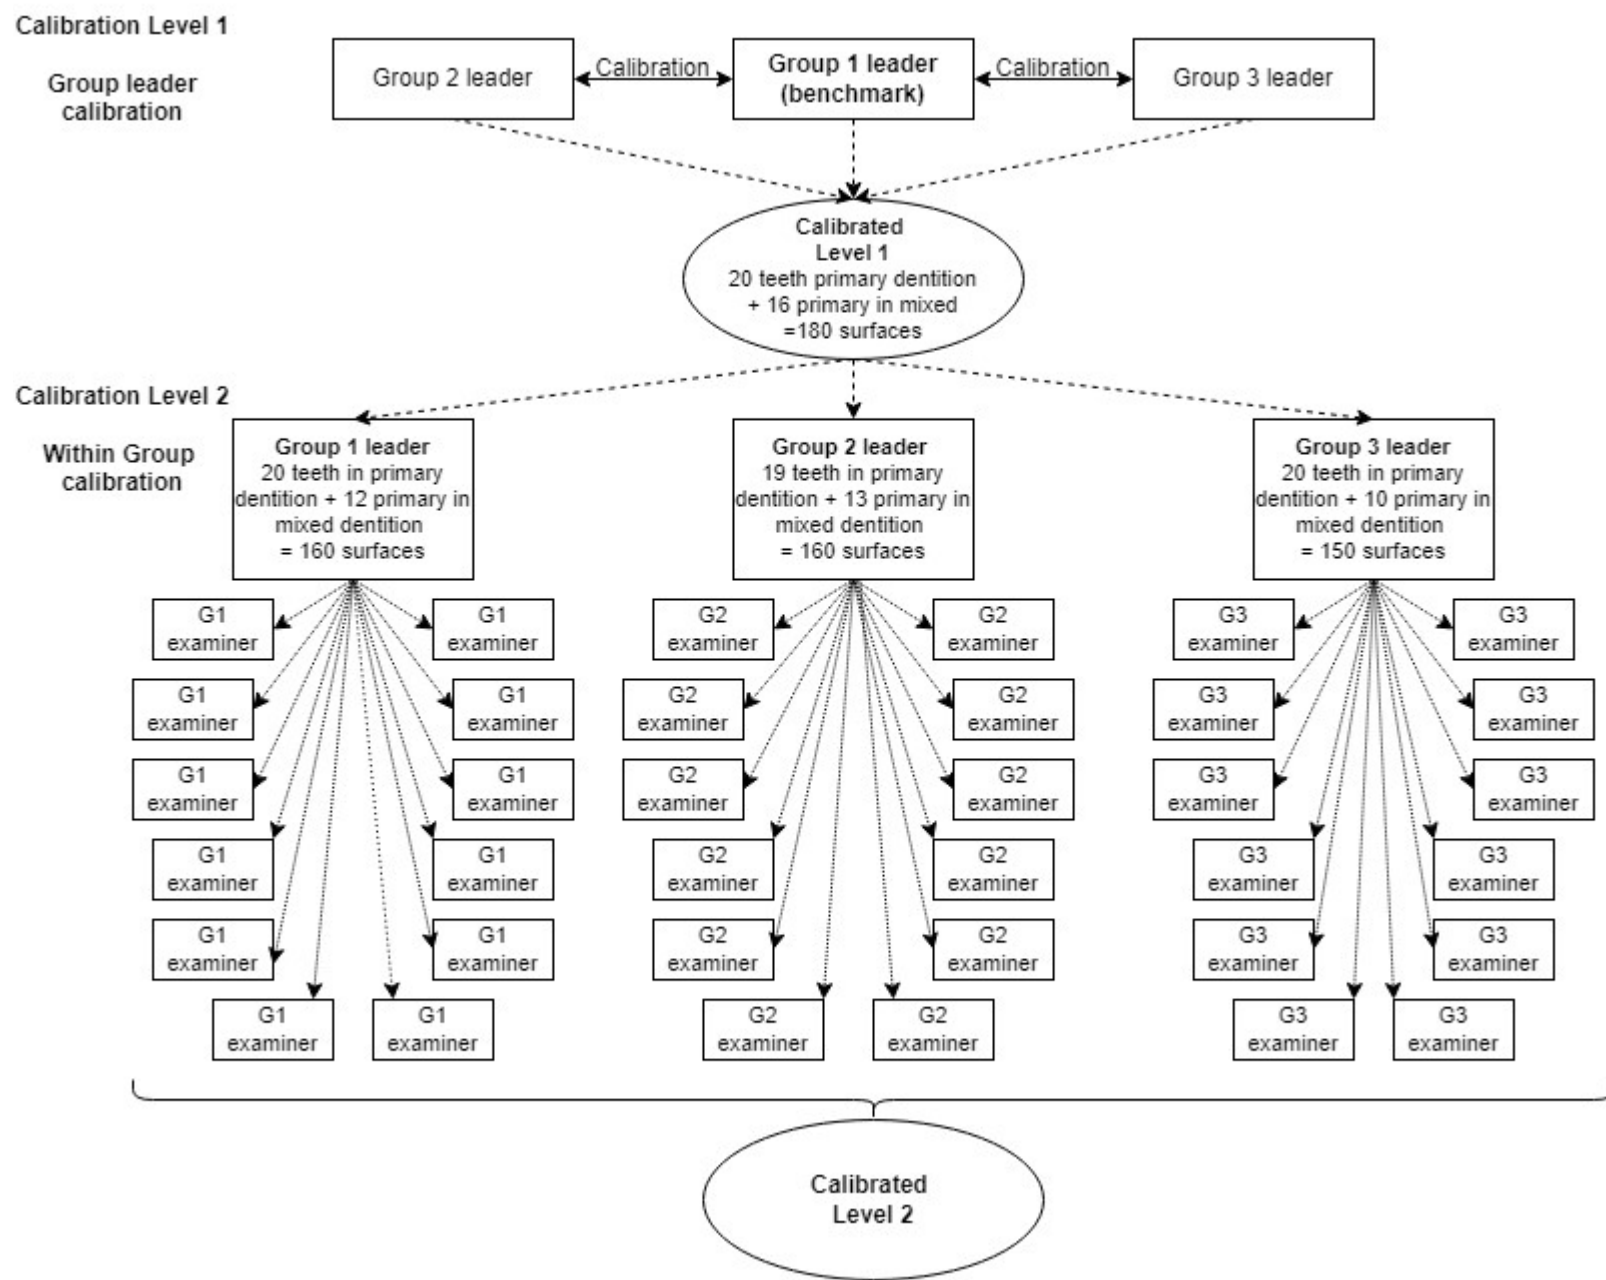 Calibration Level 1
Group leader
calibration
Group 2 leader
Calibration
Group 1 leader
(benchmark)
Calibration
Group 3 leader
Calibrated
Level 1
20 teeth primary dentition
+ 16 primary in mixed
=180 surfaces
Calibration Level 2
Within Group
calibration
Group 1 leader
20 teeth in primary
dentition + 12 primary in
mixed dentition
= 160 surfaces
Group 2 leader
19 teeth in primary
dentition + 13 primary in
mixed dentition
= 160 surfaces
Group 3 leader
20 teeth in primary
dentition + 10 primary in
mixed dentition
= 150 surfaces
G1
examiner
G1
examiner
G1
examiner
G1
examiner
G1
examiner
G1
examiner
G1
examiner
G1
examiner
G1
examiner
G1
examiner
G1
examiner
G1
examiner
G2
examiner
G2
examiner
G2
examiner
G2
examiner
G2
examiner
G2
examiner
G2
examiner
G2
examiner
G2
examiner
G2
examiner
G2
examiner
G2
examiner
G3
examiner
G3
examiner
G3
examiner
G3
examiner
G3
examiner
G3
examiner
G3
examiner
G3
examiner
G3
examiner
G3
examiner
G3
examiner
G3
examiner
Calibrated
Level 2